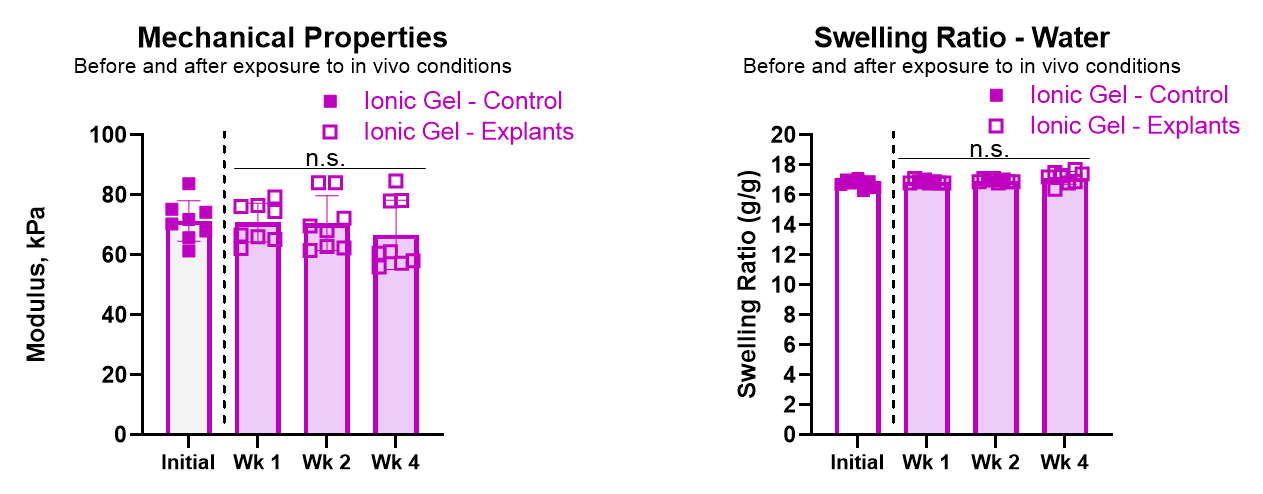 Mechanical Properties
Before and after exposure to in vivo conditions
Ionic Gel - Control
Ionic Gel - Explants
n.s.
100
80
60
40
20
0
Modulus, kPa
Initial Wk 1 Wk 2 Wk 4
Swelling Ratio - Water
Before and after exposure to in vivo conditions
Ionic Gel - Control
Ionic Gel - Explants
n.s.
20
18
16
14
12
10
8
6
4
2
0
Swelling Ratio (g/g)
Initial Wk 1 Wk 2 Wk 4